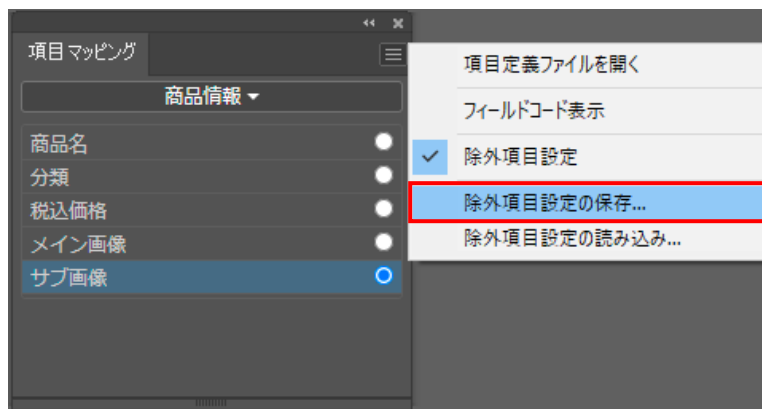 項目マッピング
商品情報
商品名
分類
税込価格
メイン画像
サブ画像
項目定義ファイルを開く
フィールドコード表示
除外項目設定
除外項目設定の保存...
除外項目設定の読み込み...